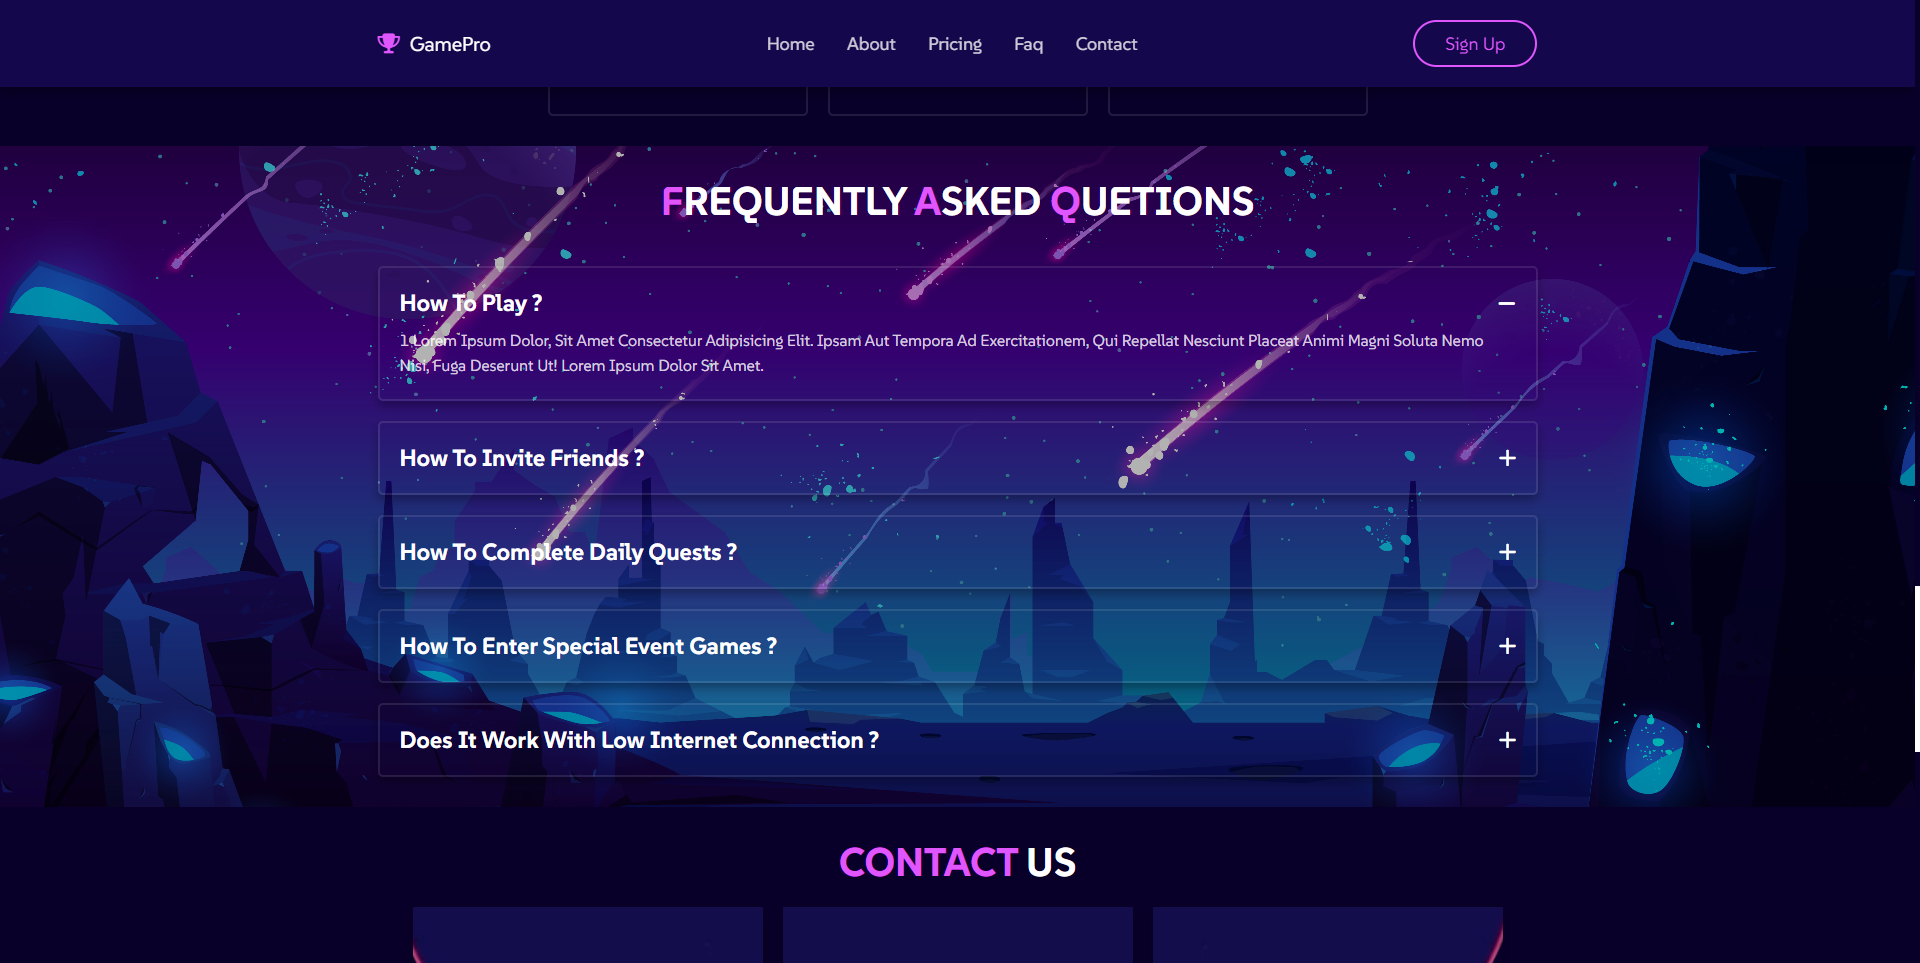 GamePro
Home About Pricing Faq Contact
Sign Up
FREQUENTLY ASKED QUETIONS
How To Play ?
1.Lorem Ipsum Dolor, Sit Amet Consectetur Adipisicing Elit. Ipsam Aut Tempora Ad Exercitationem, Qui Repellat Nesciunt Placeat Animi Magni Soluta Nemo
Nisi, Fuga Deserunt Ut! Lorem Ipsum Dolor Sit Amet.
How To Invite Friends ?
How To Complete Daily Quests ?
How To Enter Special Event Games ?
Does It Work With Low Internet Connection ?
CONTACT US